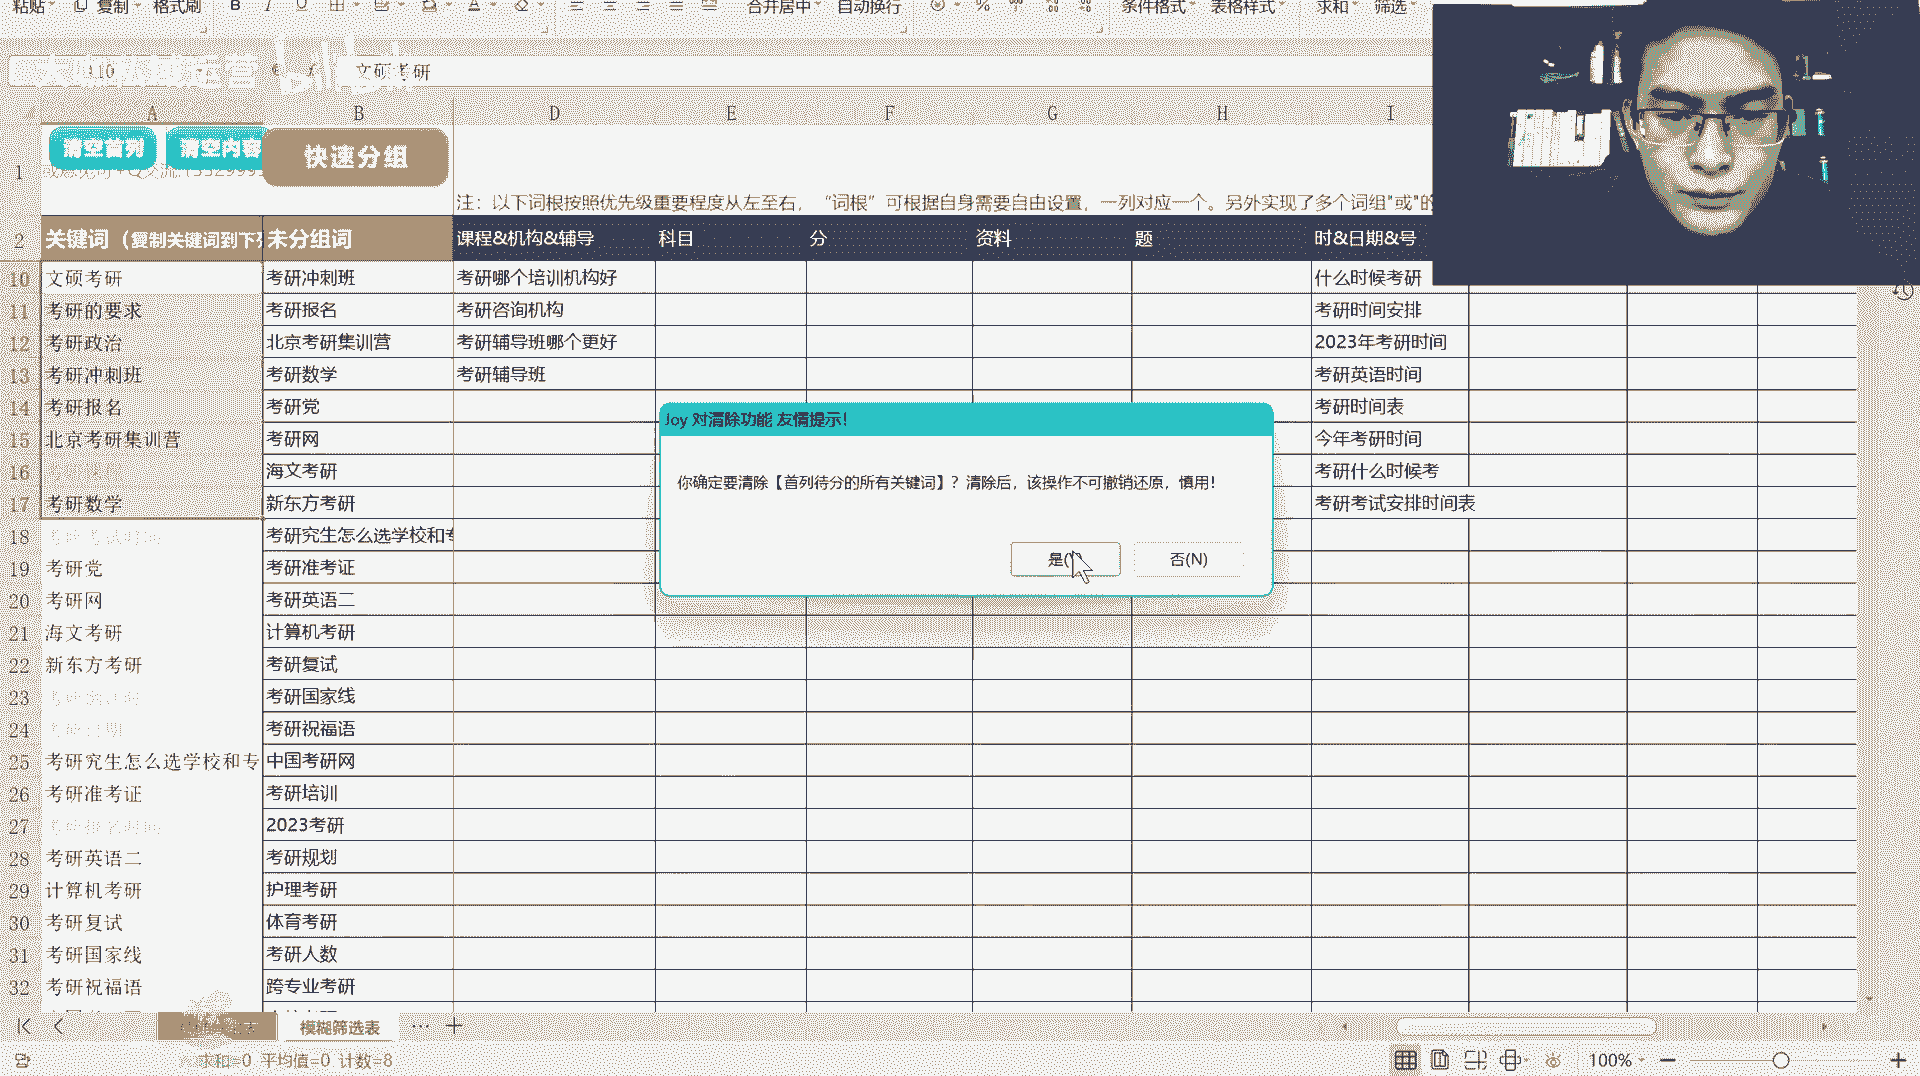 粘贴 复制 格式刷 B I U A 合并居中 自动换行 % 条件格式 表格样式 求和 筛选
文硕考研
A B D E F G H I
清空首列 清空内容 快速分组
1
注：以下词根按照优先级重要程度从左至右，“词根”可根据自身需要自由设置，一列对应一个。另外实现了多个词组"或"的
2 关键词（复制关键词到下 未分组词 课程&机构&辅导 科目 分 资料 题 时&日期&号
10 文硕考研 考研冲刺班 考研哪个培训机构好 什么时候考研
11 考研的要求 考研报名 考研咨询机构 考研时间安排
12 考研政治 北京考研集训营 考研辅导班哪个更好 2023年考研时间
13 考研冲刺班 考研数学 考研辅导班 考研英语时间
14 考研报名 考研党 考研时间表
15 北京考研集训营 考研网 今年考研时间
16 海文考研 考研什么时候考
17 考研数学 新东方考研 考研考试安排时间表
18 考研究生怎么选学校和专
19 考研党 考研准考证
20 考研网 考研英语二
21 海文考研 计算机考研
22 新东方考研 考研复试
23 考研国家线
24 考研祝福语
25 考研究生怎么选学校和专 中国考研网
26 考研准考证 考研培训
27 2023考研
28 考研英语二 考研规划
29 计算机考研 护理考研
30 考研复试 体育考研
31 考研国家线 考研人数
32 考研祝福语 跨专业考研
Joy 对清除功能 友情提示！
你确定要清除【首列待分的所有关键词】？清除后，该操作不可撤销还原，慎用！
是( 否(N)
模糊筛选表 ··· +
求和=0 平均值=0 计数=8 100%